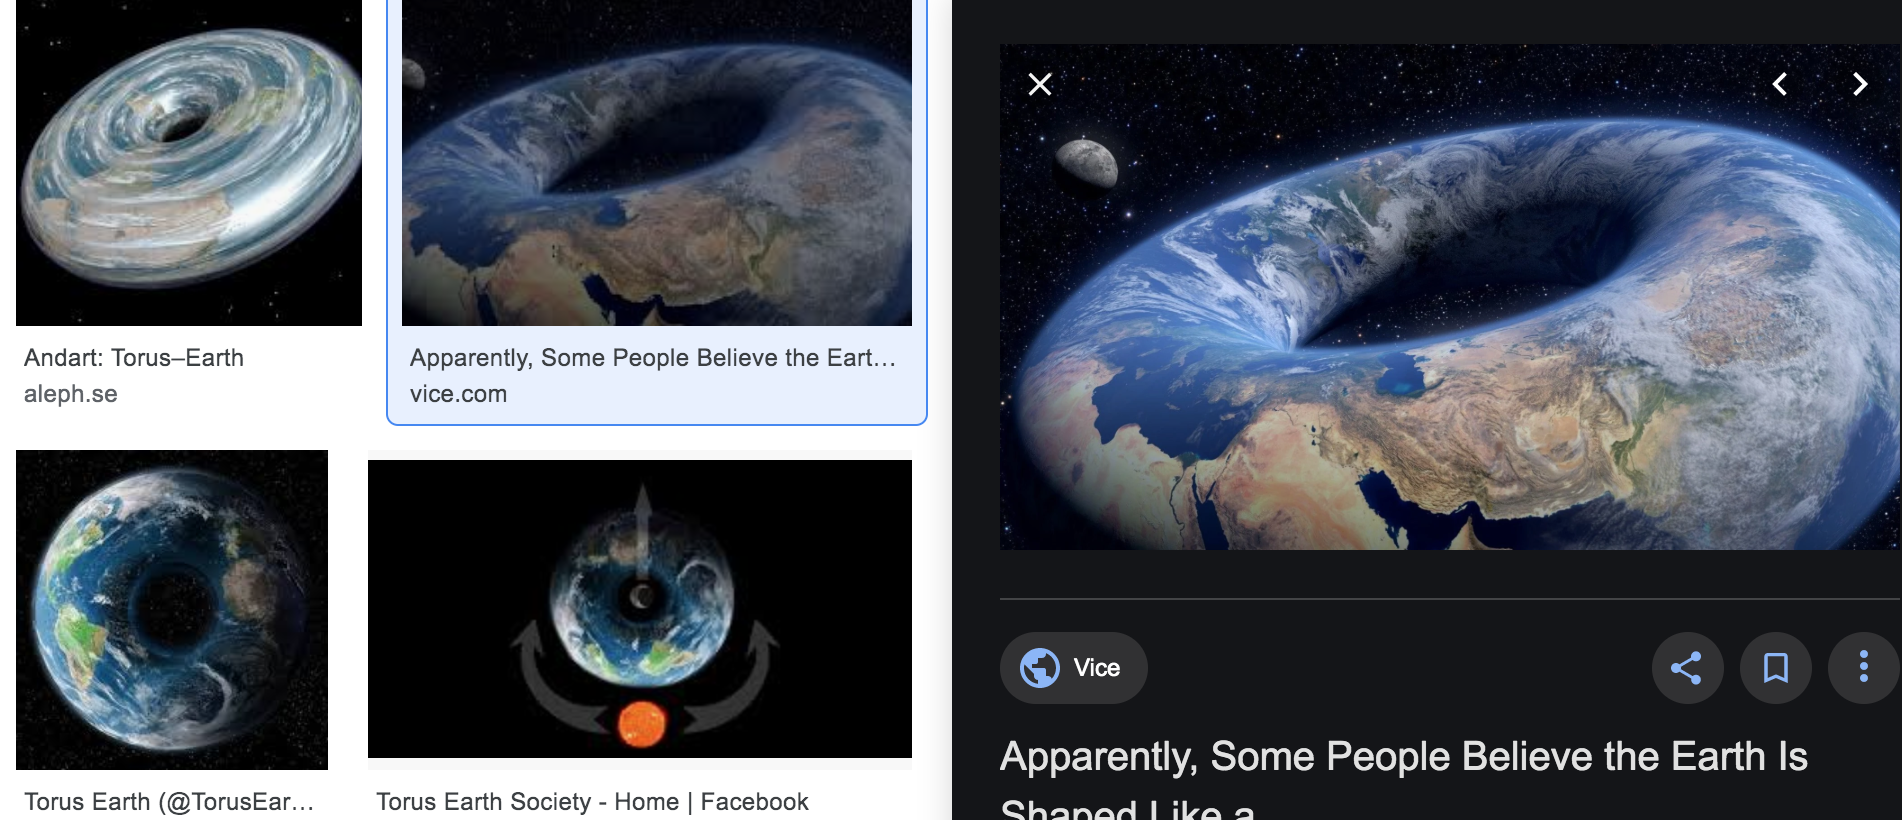 Andart: Torus–Earth
aleph.se
Apparently, Some People Believe the Eart…
vice.com
Torus Earth (@TorusEar…
Torus Earth Society - Home | Facebook
Vice
Apparently, Some People Believe the Earth Is
Shaped Like a